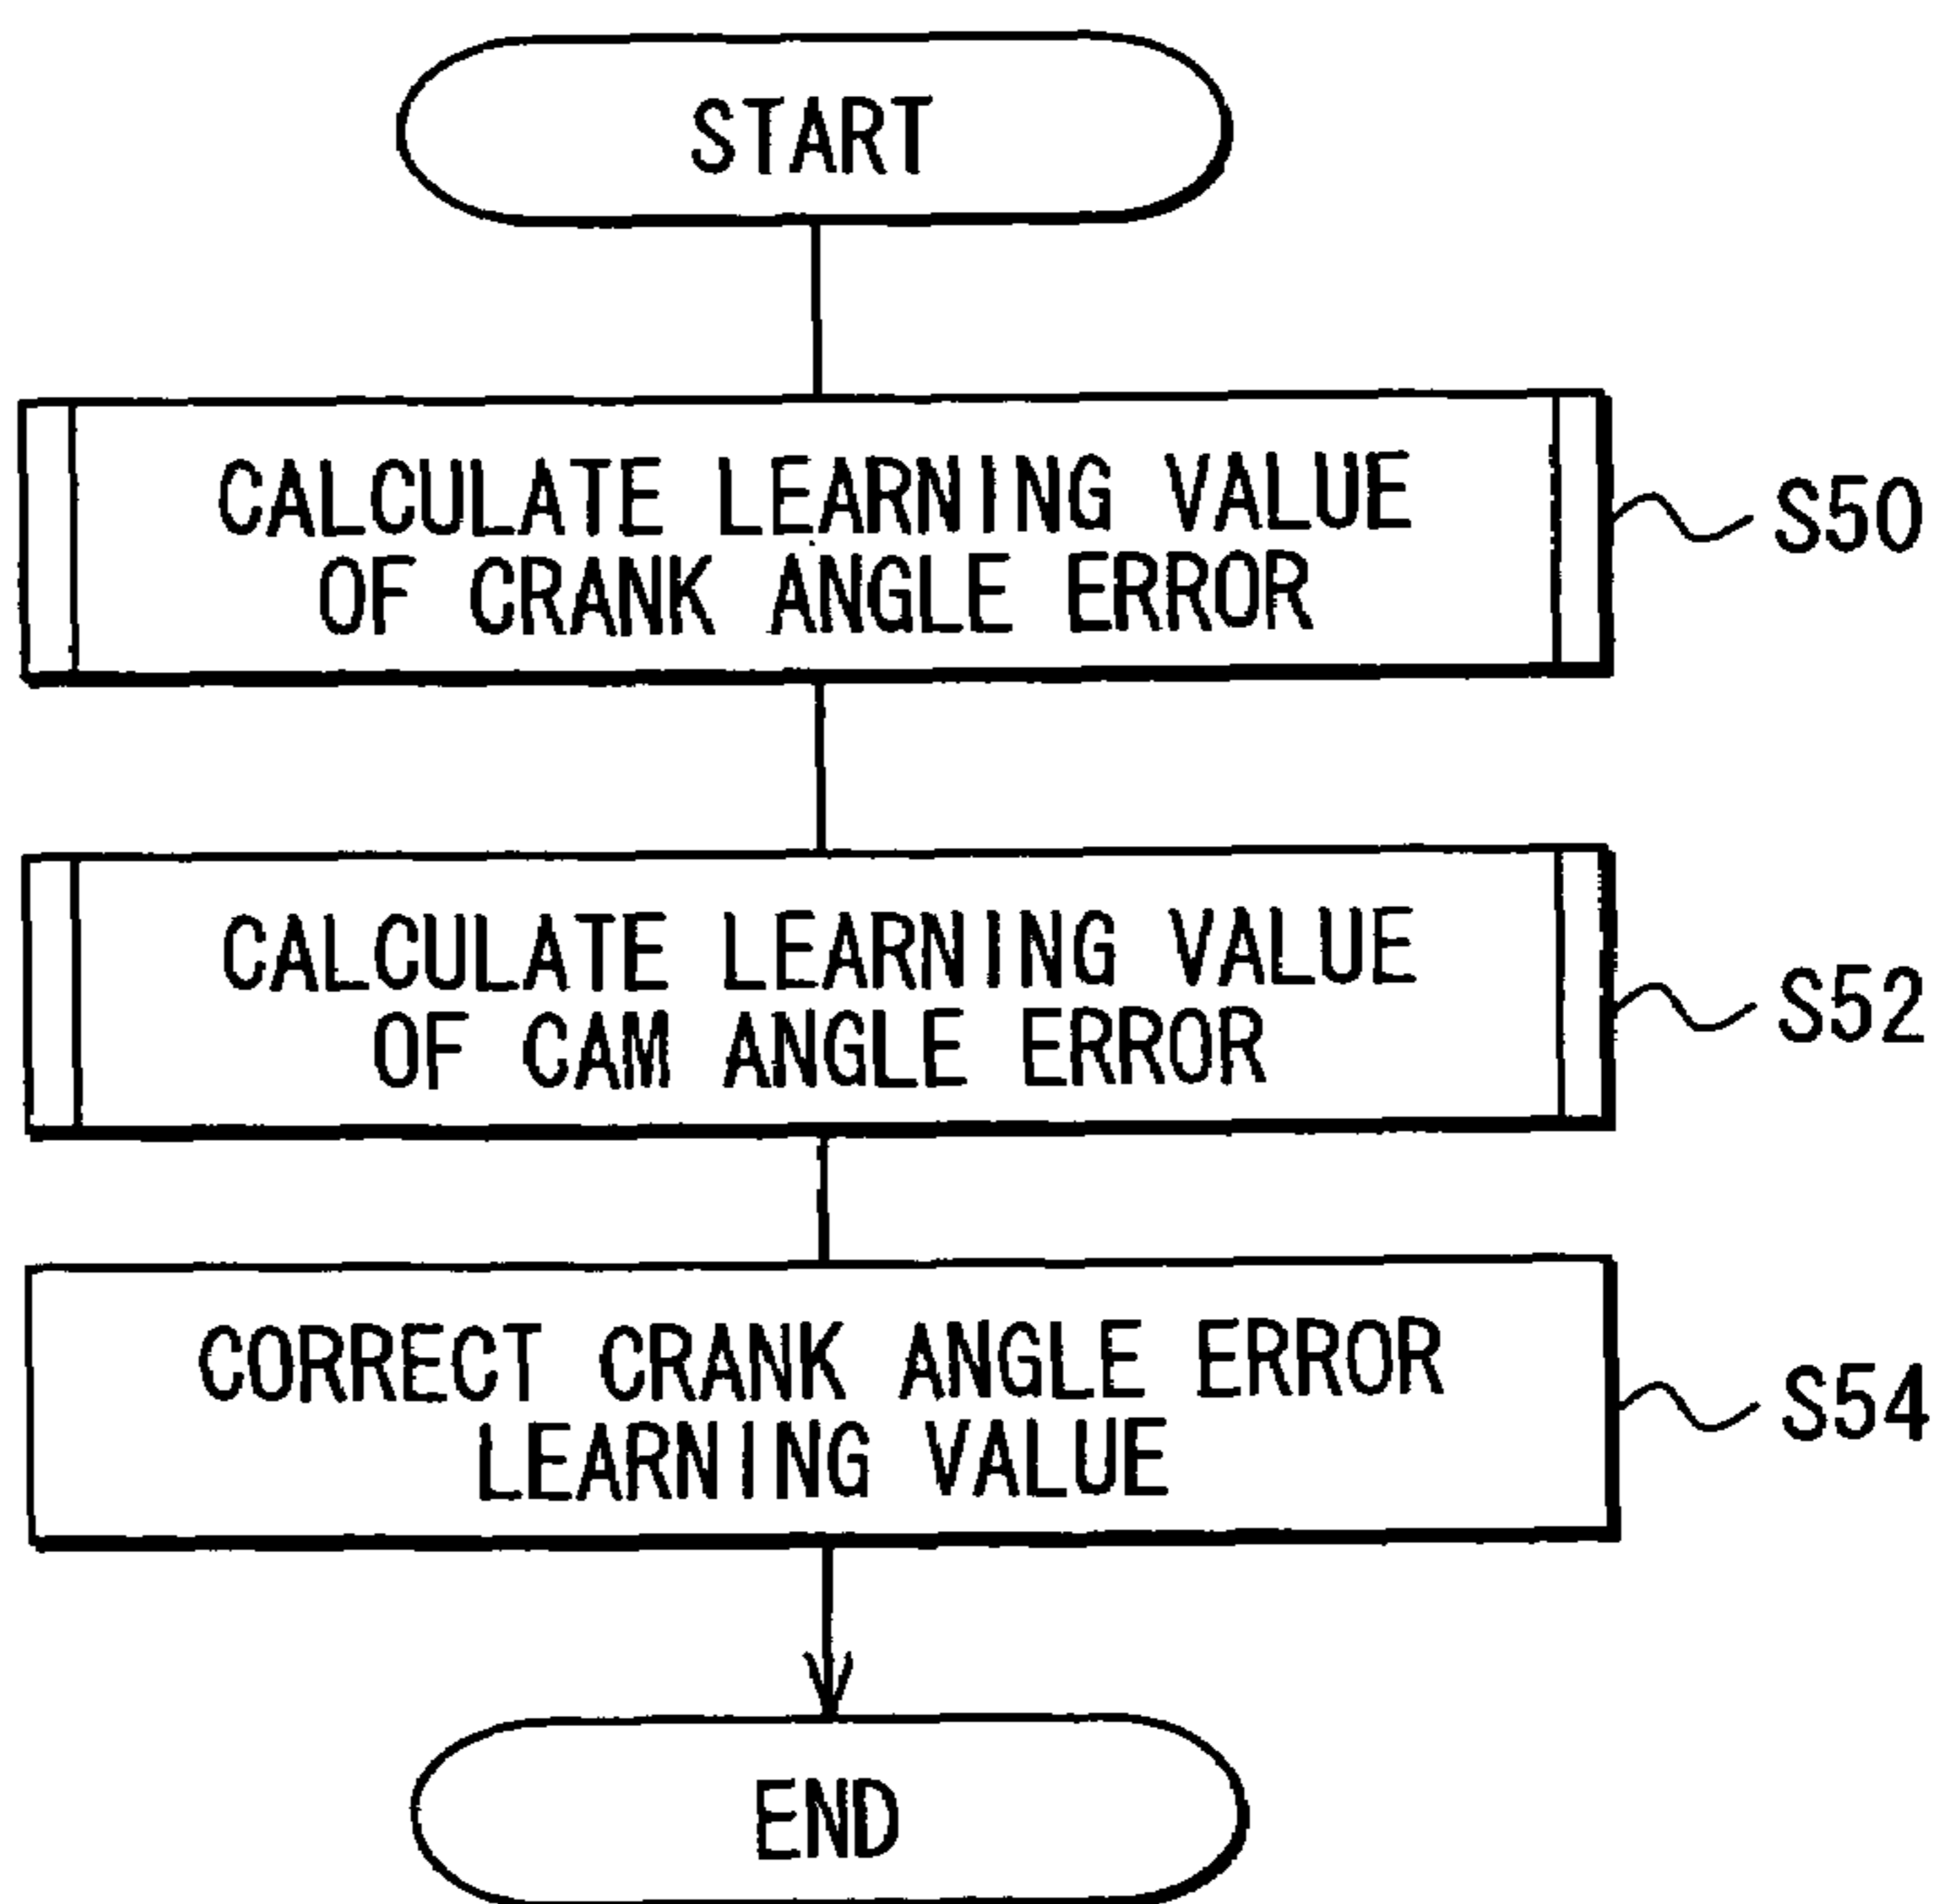 START
CALCULATE LEARNING VALUE
OF CRANK ANGLE ERROR
S50
CALCULATE LEARNING VALUE
OF CAM ANGLE ERROR
S52
CORRECT CRANK ANGLE ERROR
LEARNING VALUE
S54
END